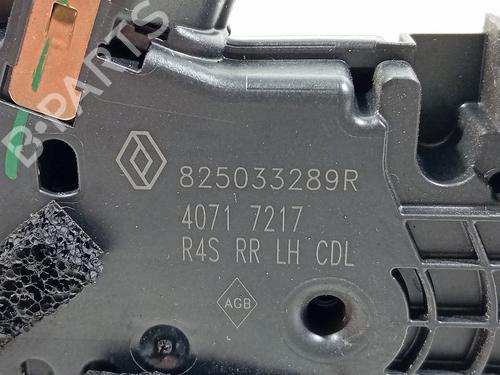 B-PARTS
825033289R
4071 7217
R4S RR LH CDL
AGB